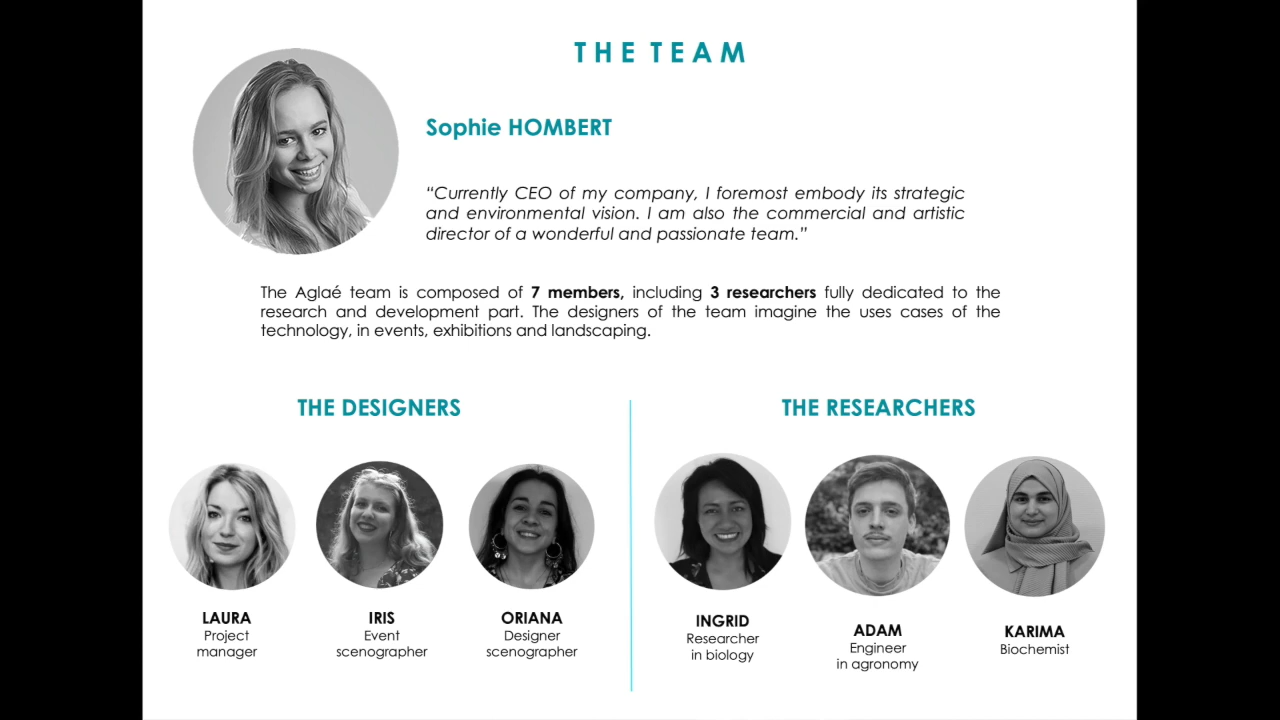 THE TEAM
Sophie HOMBERT
“Currently CEO of my company, I foremost embody its strategic
and environmental vision. I am also the commercial and artistic
director of a wonderful and passionate team.”
The Aglaé team is composed of 7 members, including 3 researchers fully dedicated to the
research and development part. The designers of the team imagine the uses cases of the
technology, in events, exhibitions and landscaping.
THE DESIGNERS
LAURA
Project
manager
IRIS
Event
scenographer
ORIANA
Designer
scenographer
THE RESEARCHERS
INGRID
Researcher
in biology
ADAM
Engineer
in agronomy
KARIMA
Biochemist